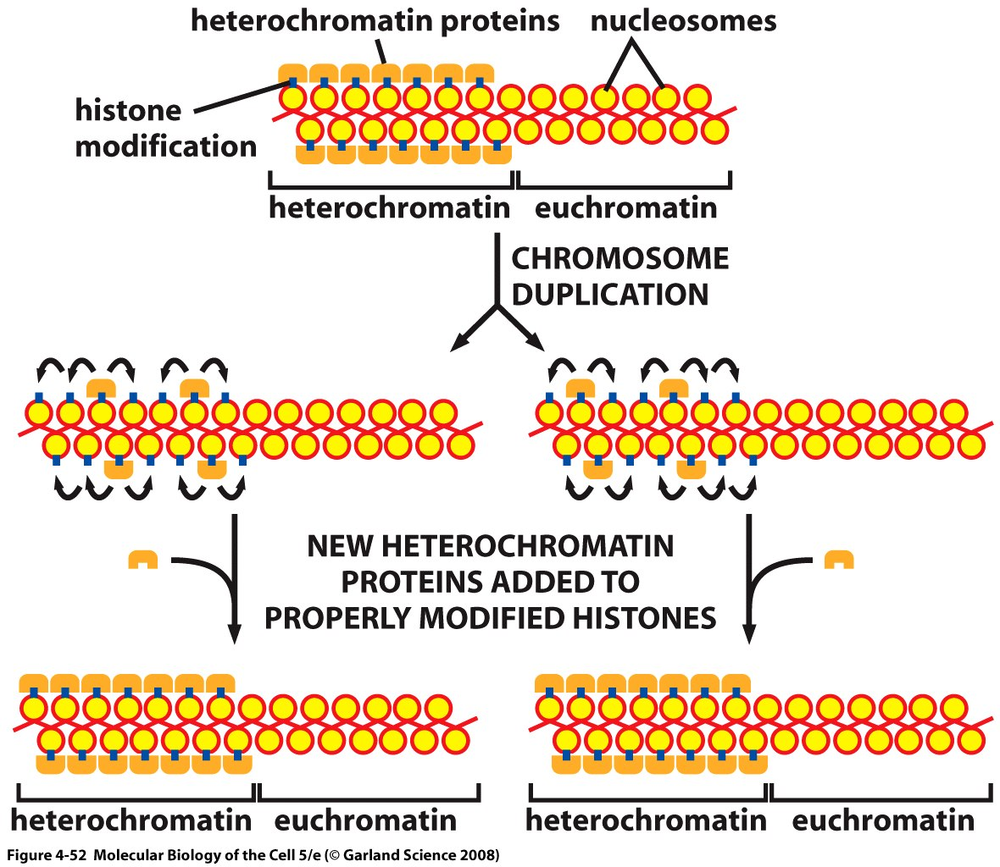 heterochromatin proteins nucleosomes
histone
modification
heterochromatin euchromatin
CHROMOSOME
DUPLICATION
NEW HETEROCHROMATIN
PROTEINS ADDED TO
PROPERLY MODIFIED HISTONES
heterochromatin euchromatin heterochromatin euchromatin
Figure 4-52 Molecular Biology of the Cell 5/e (© Garland Science 2008)